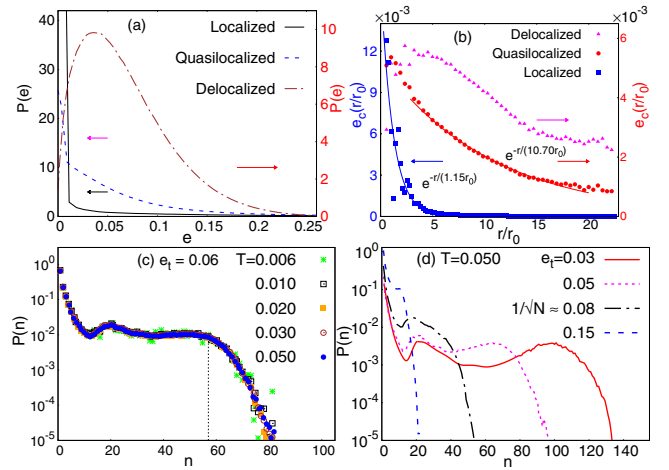 (a)
Localized
Quasilocalized
Delocalized
P(e)
40
30
20
10
0
0
0.05
0.1
0.15
0.2
0.25
e
10
8
6
4
2
0
P(e)
×10⁻³
(b)
Delocalized
Quasilocalized
Localized
e_c(r/r₀)
12
9
6
3
0
0
5
10
15
20
r/r₀
e^{-r/(10.70r₀)}
e^{-r/(1.15r₀)}
×10⁻³
6
4
2
0
e_c(r/r₀)
(c) e_t = 0.06 T=0.006
0.010
0.020
0.030
0.050
P(n)
10⁰
10⁻¹
10⁻²
10⁻³
10⁻⁴
10⁻⁵
0
20
40
60
80
100
n
(d) T=0.050 e_t=0.03
0.05
1/√N ≈ 0.08
0.15
P(n)
10⁰
10⁻¹
10⁻²
10⁻³
10⁻⁴
10⁻⁵
0
20
40
60
80
100
120
140
n